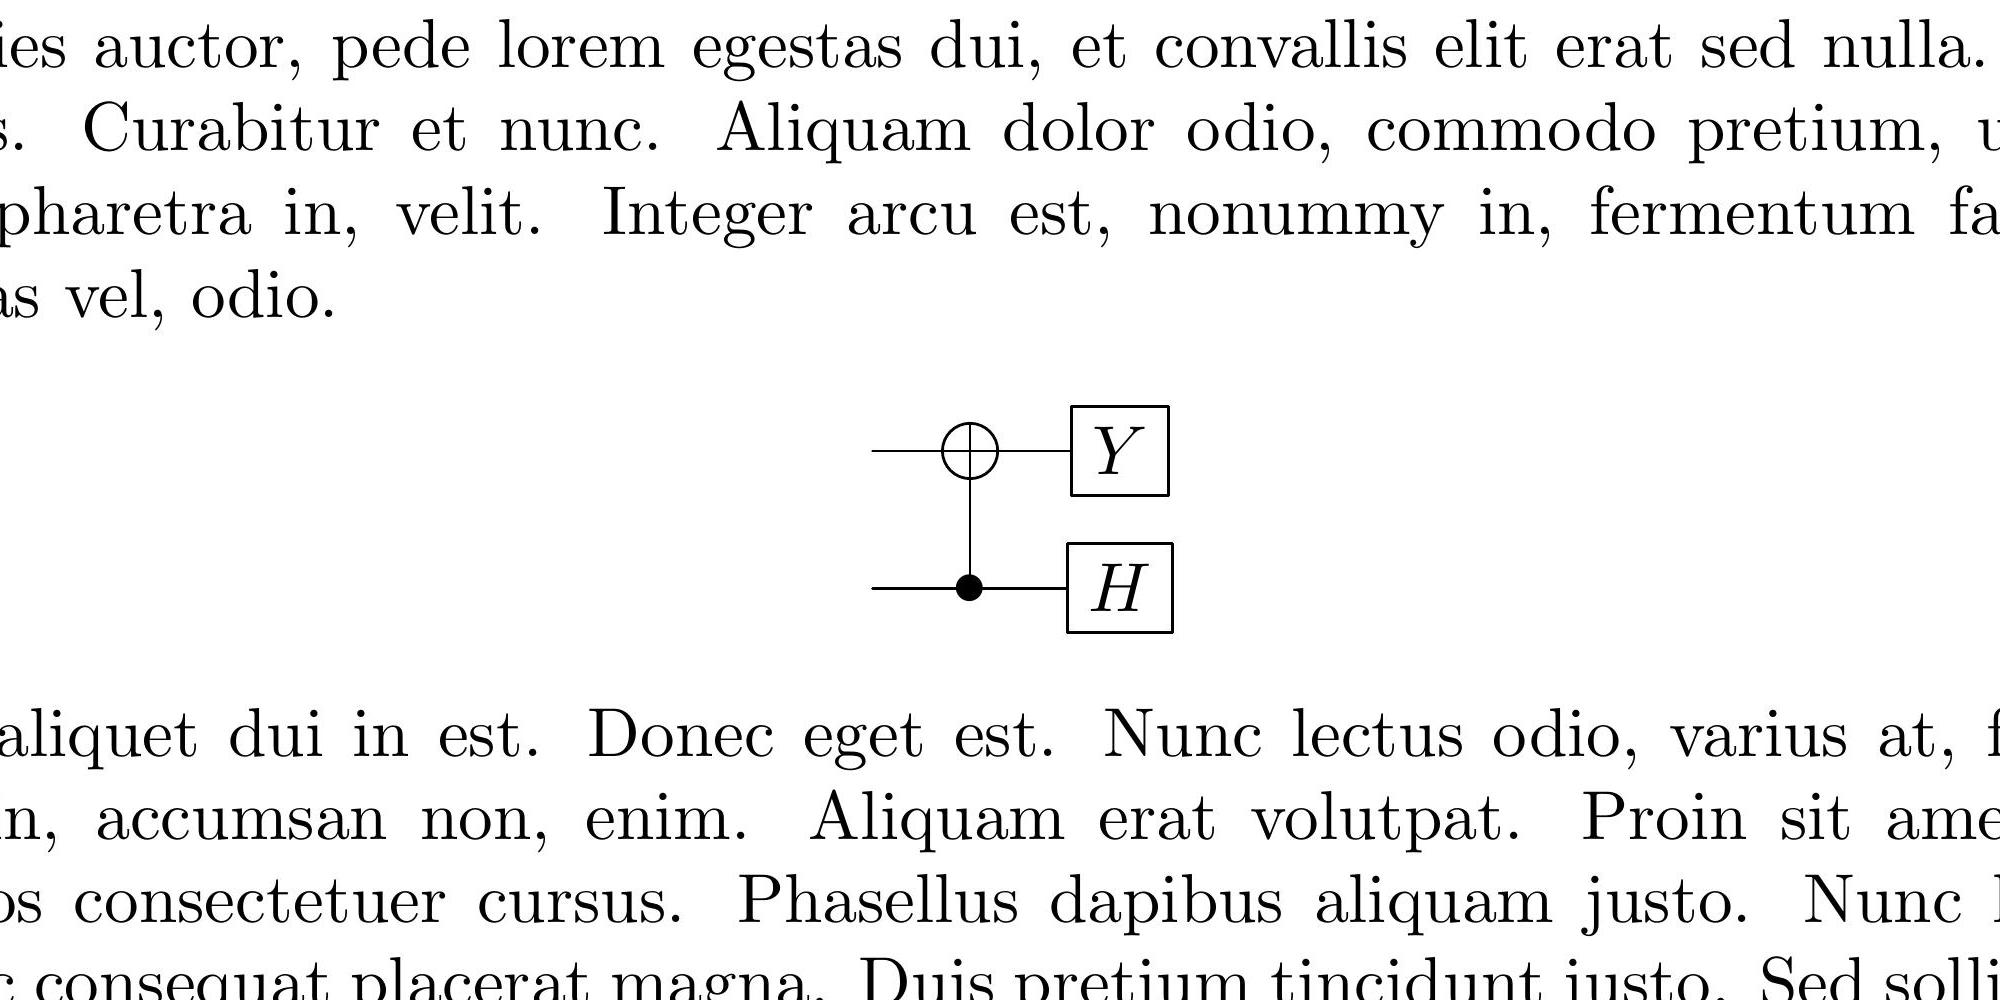 ies auctor, pede lorem egestas dui, et convallis elit erat sed nulla.
s. Curabitur et nunc. Aliquam dolor odio, commodo pretium, u
pharetra in, velit. Integer arcu est, nonummy in, fermentum fa
as vel, odio.
Y
H
aliquet dui in est. Donec eget est. Nunc lectus odio, varius at, f
in, accumsan non, enim. Aliquam erat volutpat. Proin sit ame
os consectetuer cursus. Phasellus dapibus aliquam justo. Nunc l
c consequat placerat magna. Duis pretium tincidunt justo. Sed solli